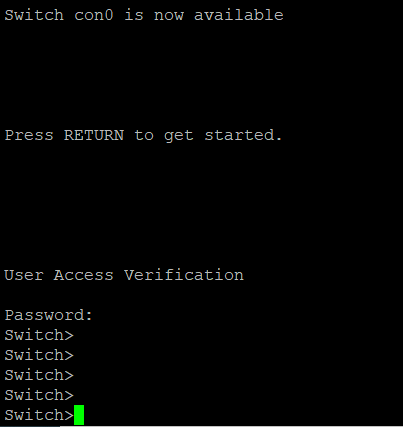 Switch con0 is now available
Press RETURN to get started.
User Access Verification
Password:
Switch>
Switch>
Switch>
Switch>
Switch>